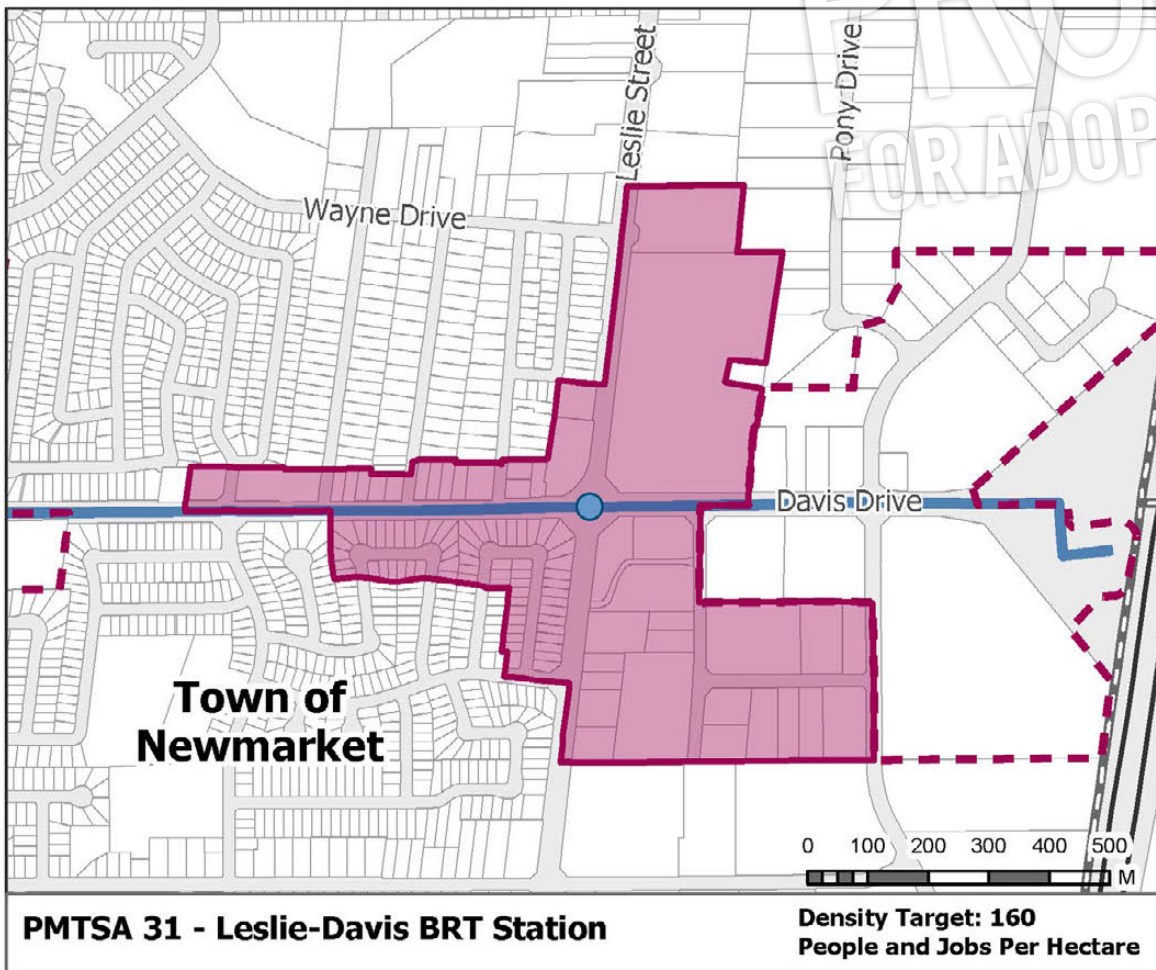 Leslie Street
Pony Drive
FOR ADOP
Wayne Drive
Davis Drive
Town of
Newmarket
0 100 200 300 400 500
M
PMTSA 31 - Leslie-Davis BRT Station
Density Target: 160
People and Jobs Per Hectare